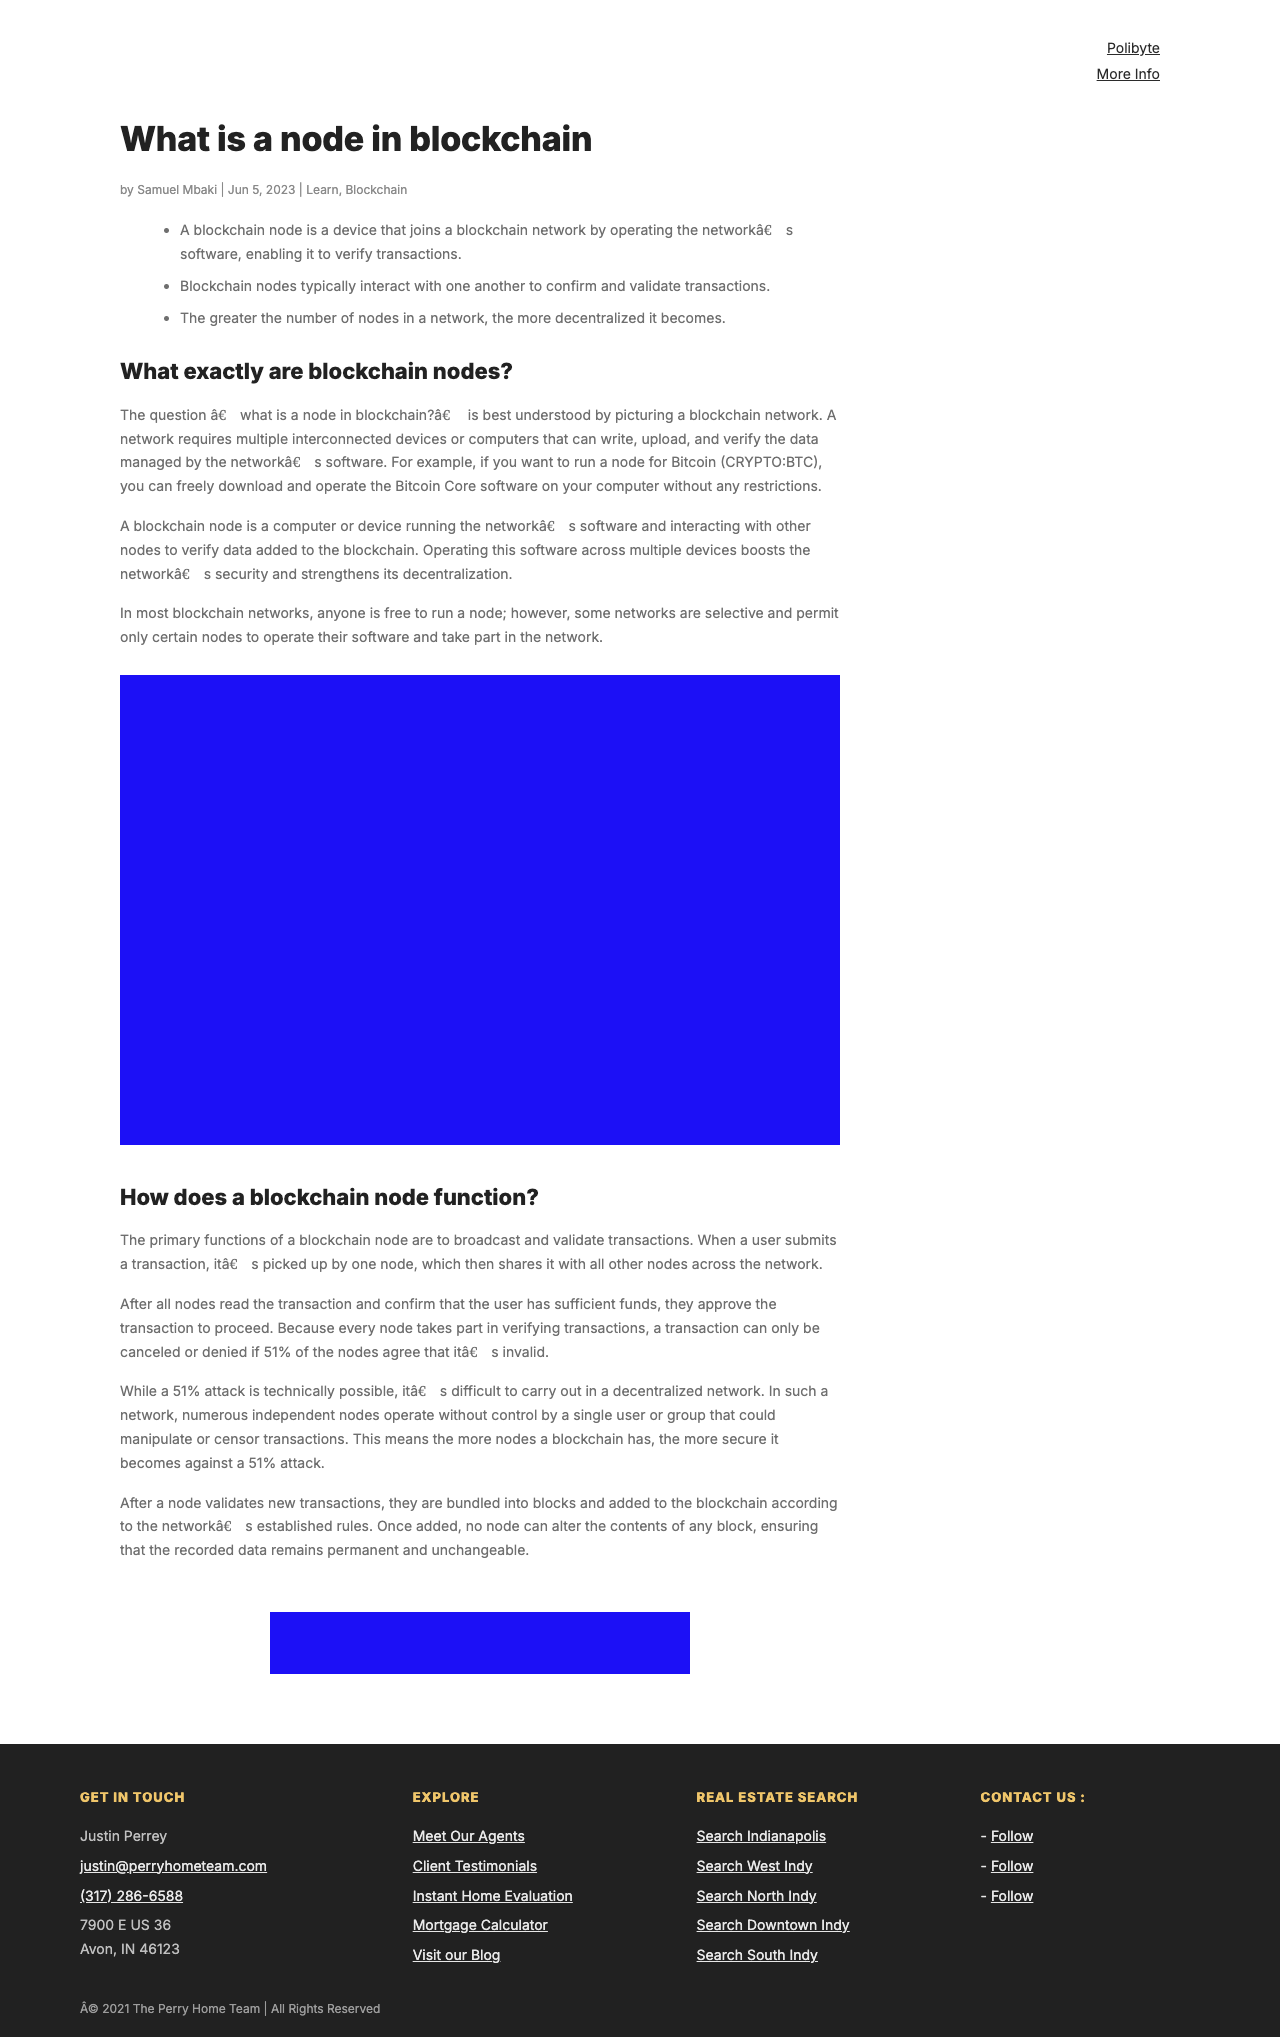 Polibyte
More Info
What is a node in blockchain
by Samuel Mbaki | Jun 5, 2023 | Learn, Blockchain
• A blockchain node is a device that joins a blockchain network by operating the networkâ€ s
software, enabling it to verify transactions.
• Blockchain nodes typically interact with one another to confirm and validate transactions.
• The greater the number of nodes in a network, the more decentralized it becomes.
What exactly are blockchain nodes?
The question â€ what is a node in blockchain?â€ is best understood by picturing a blockchain network. A
network requires multiple interconnected devices or computers that can write, upload, and verify the data
managed by the networkâ€ s software. For example, if you want to run a node for Bitcoin (CRYPTO:BTC),
you can freely download and operate the Bitcoin Core software on your computer without any restrictions.
A blockchain node is a computer or device running the networkâ€ s software and interacting with other
nodes to verify data added to the blockchain. Operating this software across multiple devices boosts the
networkâ€ s security and strengthens its decentralization.
In most blockchain networks, anyone is free to run a node; however, some networks are selective and permit
only certain nodes to operate their software and take part in the network.
How does a blockchain node function?
The primary functions of a blockchain node are to broadcast and validate transactions. When a user submits
a transaction, itâ€ s picked up by one node, which then shares it with all other nodes across the network.
After all nodes read the transaction and confirm that the user has sufficient funds, they approve the
transaction to proceed. Because every node takes part in verifying transactions, a transaction can only be
canceled or denied if 51% of the nodes agree that itâ€ s invalid.
While a 51% attack is technically possible, itâ€ s difficult to carry out in a decentralized network. In such a
network, numerous independent nodes operate without control by a single user or group that could
manipulate or censor transactions. This means the more nodes a blockchain has, the more secure it
becomes against a 51% attack.
After a node validates new transactions, they are bundled into blocks and added to the blockchain according
to the networkâ€ s established rules. Once added, no node can alter the contents of any block, ensuring
that the recorded data remains permanent and unchangeable.
GET IN TOUCH
Justin Perrey
justin@perryhometeam.com
(317) 286-6588
7900 E US 36
Avon, IN 46123
EXPLORE
Meet Our Agents
Client Testimonials
Instant Home Evaluation
Mortgage Calculator
Visit our Blog
REAL ESTATE SEARCH
Search Indianapolis
Search West Indy
Search North Indy
Search Downtown Indy
Search South Indy
CONTACT US :
- Follow
- Follow
- Follow
Â© 2021 The Perry Home Team | All Rights Reserved